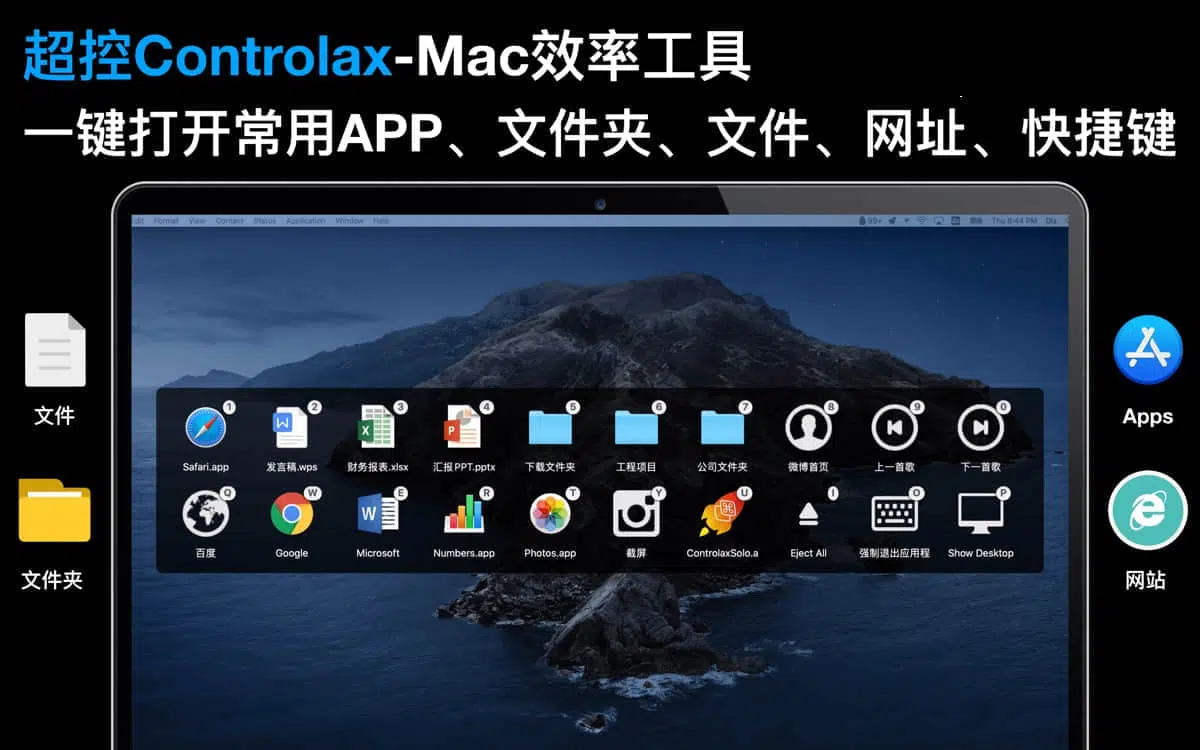 超控Controlax-Mac效率工具
一键打开常用APP、文件夹、文件、网址、快捷键
dit Format View Contact Status Application Window Help 99+ Thu 8:44 PM Dia
文件
Apps
文件夹
网站
1 2 3 4 5 6 7 8 9 0
Safari.app 发言稿.wps 财务报表.xlsx 汇报PPT.pptx 下载文件夹 工程项目 公司文件夹 微博首页 上一首歌 下一首歌
Q W E R T Y U I O P
百度 Google Microsoft Numbers.app Photos.app 截屏 ControlaxSolo.a Eject All 强制退出应用程 Show Desktop